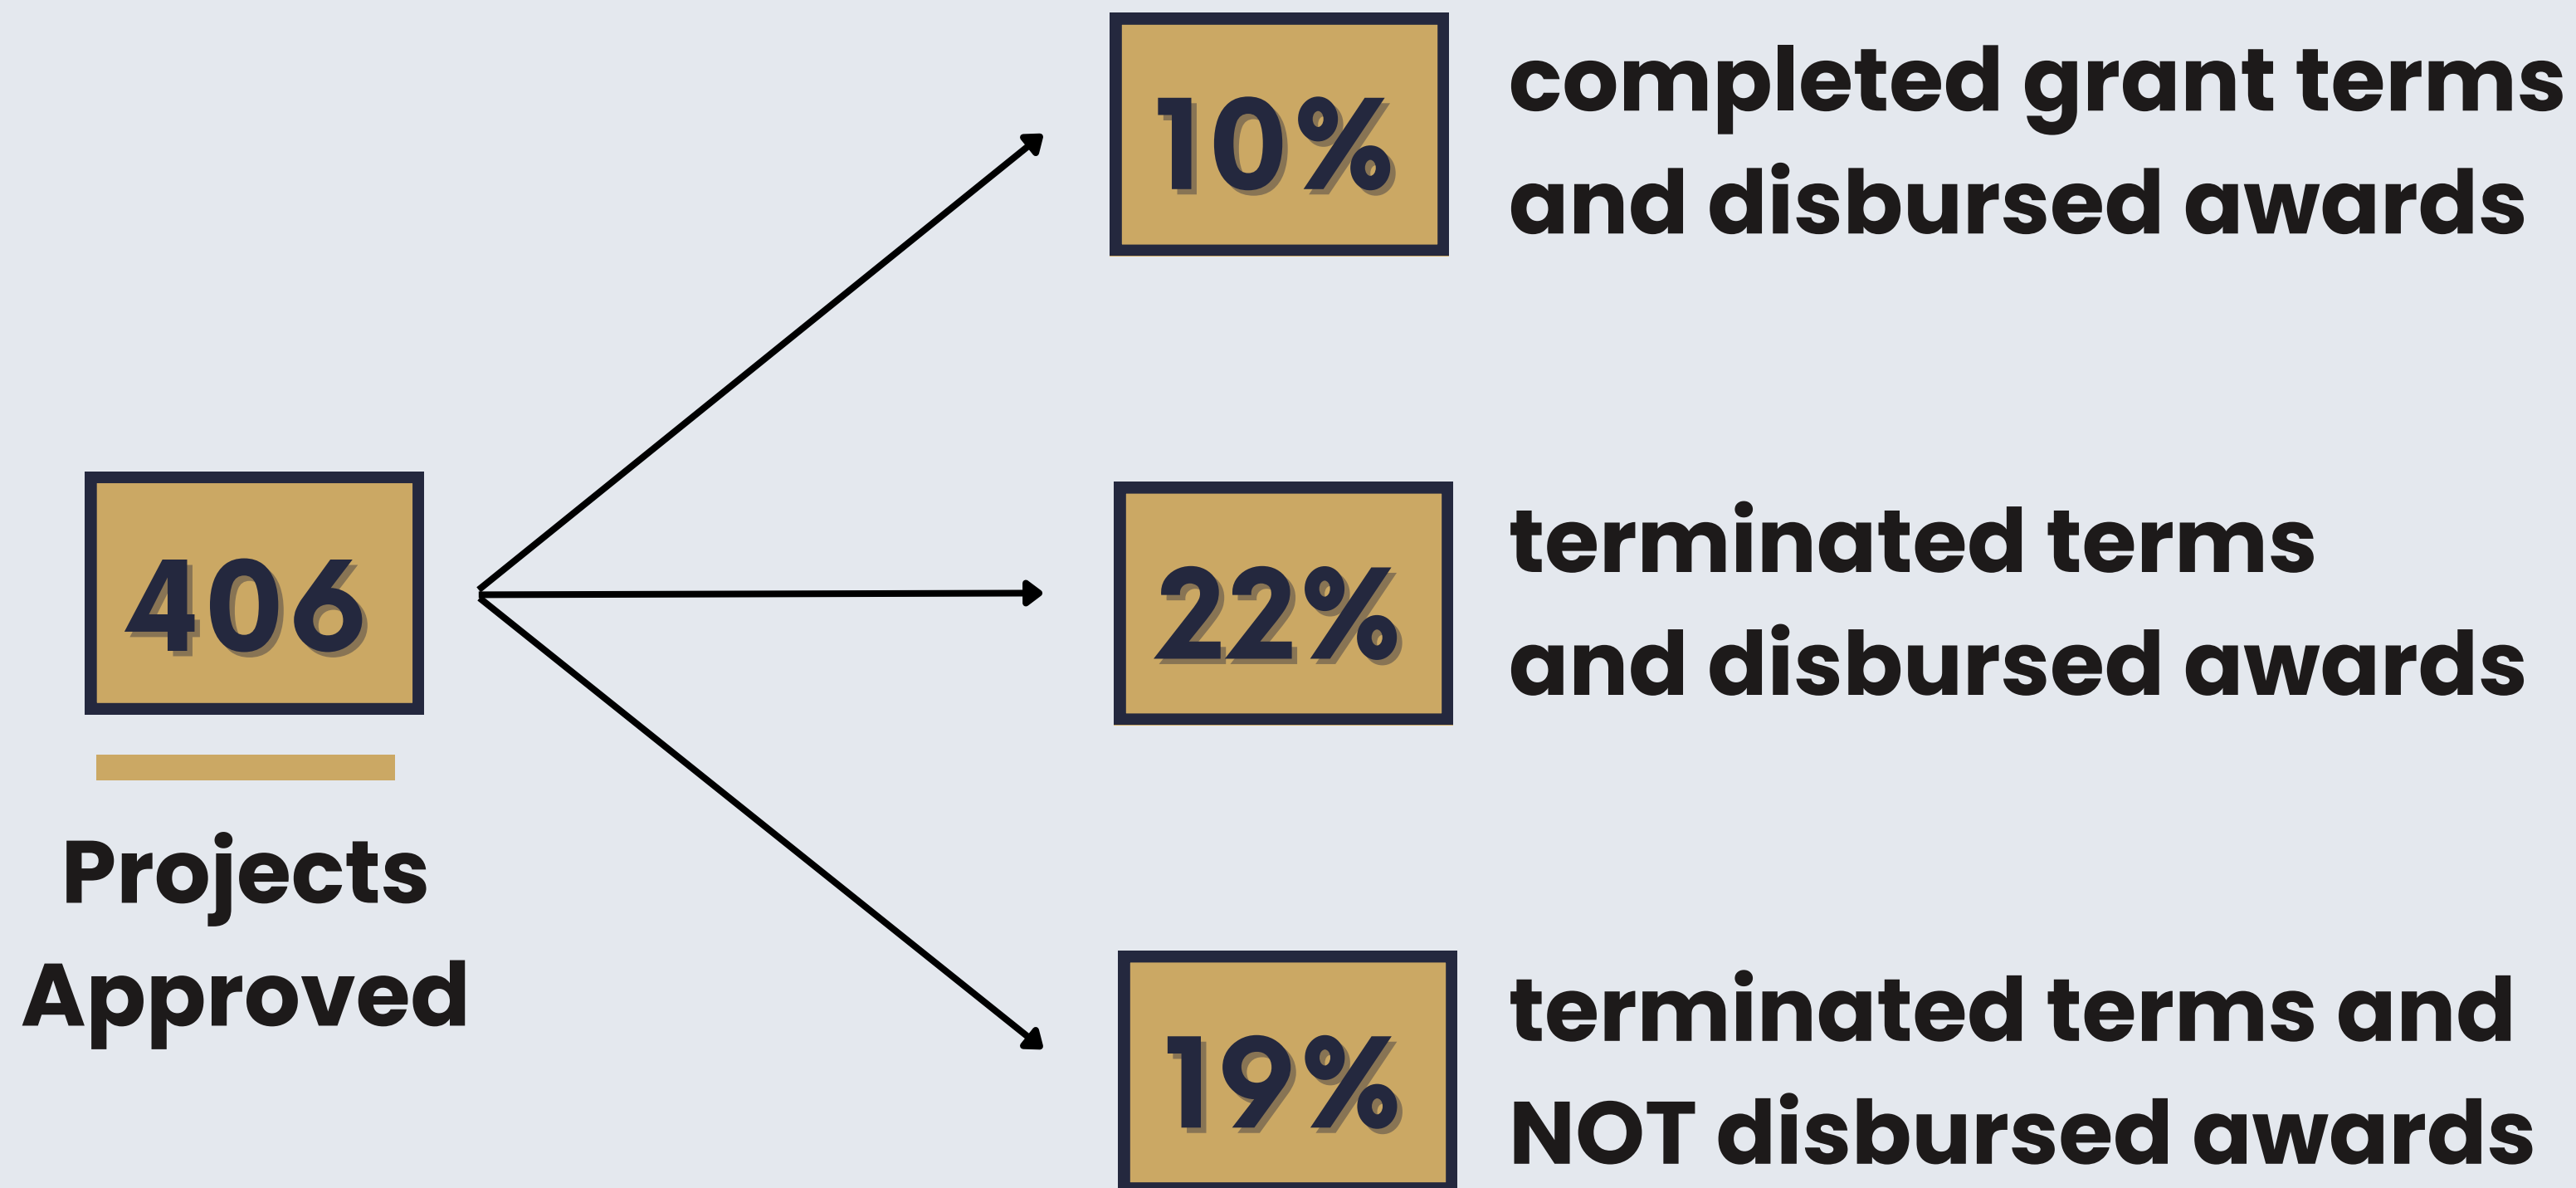 406
Projects
Approved
10%
completed grant terms
and disbursed awards
22%
terminated terms
and disbursed awards
19%
terminated terms and
NOT disbursed awards